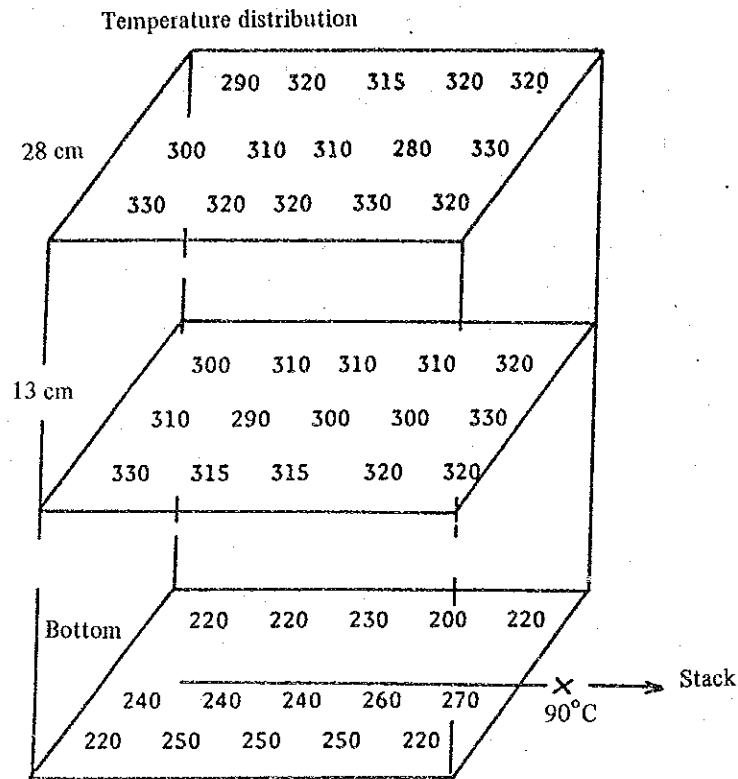 Temperature distribution
290 320 315 320 320
28 cm
300 310 310 280 330
330 320 320 330 320
300 310 310 310 320
13 cm
310 290 300 300 330
330 315 315 320 320
Bottom
220 220 230 200 220
Stack
240 240 240 260 270
90°C
220 250 250 250 220